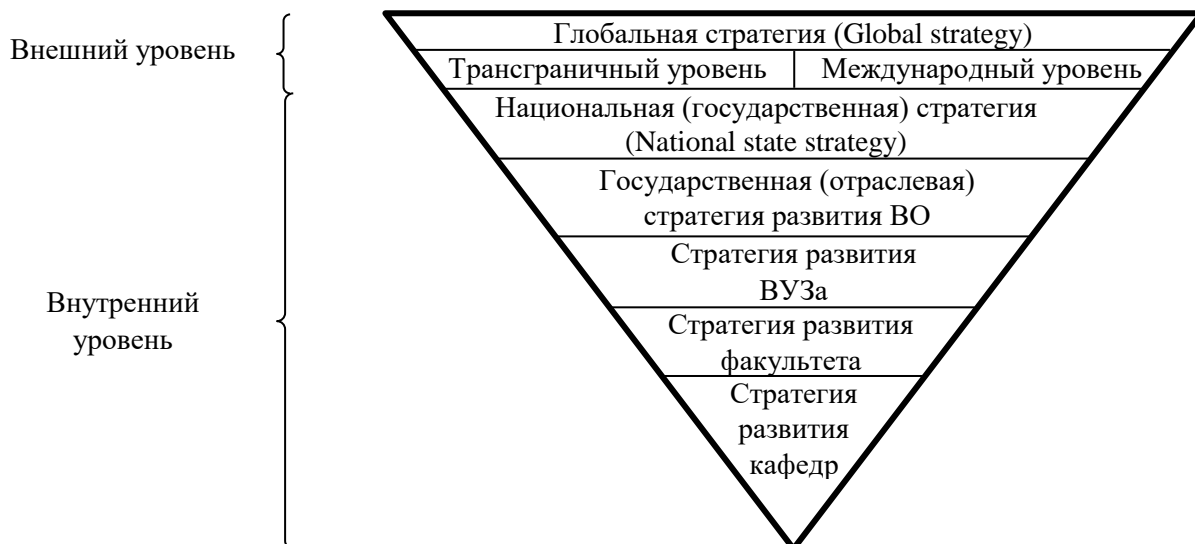 Внешний уровень
Глобальная стратегия (Global strategy)
Трансграничный уровень
Международный уровень
Национальная (государственная) стратегия
(National state strategy)
Государственная (отраслевая)
стратегия развития ВО
Стратегия развития
ВУЗа
Внутренний
уровень
Стратегия развития
факультета
Стратегия
развития
кафедр